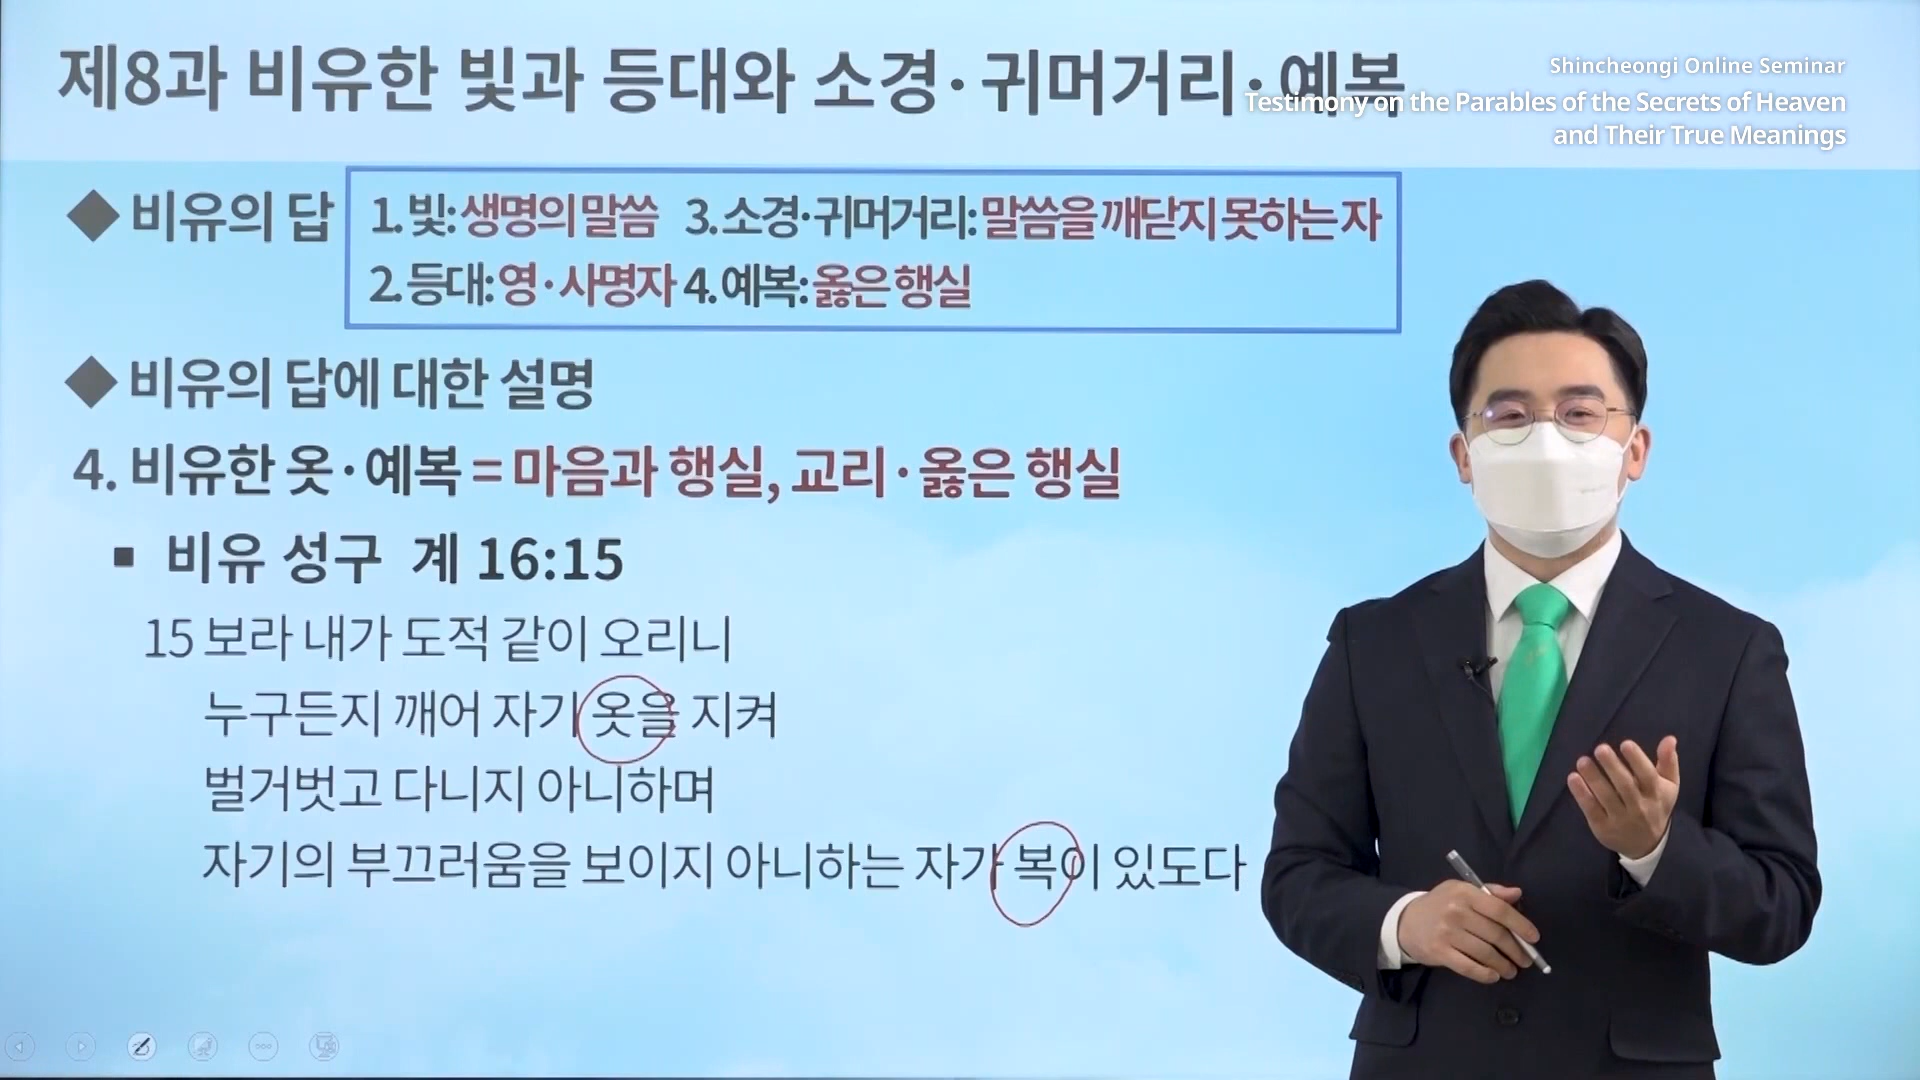 제8과 비유한 빛과 등대와 소경·귀머거리·예복
Shincheongi Online Seminar
Testimony on the Parables of the Secrets of Heaven
and Their True Meanings
◆ 비유의 답
1. 빛: 생명의 말씀 3. 소경·귀머거리: 말씀을 깨닫지 못하는 자
2. 등대: 영·사명자 4. 예복: 옳은 행실
◆ 비유의 답에 대한 설명
4. 비유한 옷·예복 = 마음과 행실, 교리·옳은 행실
▪ 비유 성구 계 16:15
15 보라 내가 도적 같이 오리니
누구든지 깨어 자기 옷을 지켜
벌거벗고 다니지 아니하며
자기의 부끄러움을 보이지 아니하는 자가 복이 있도다